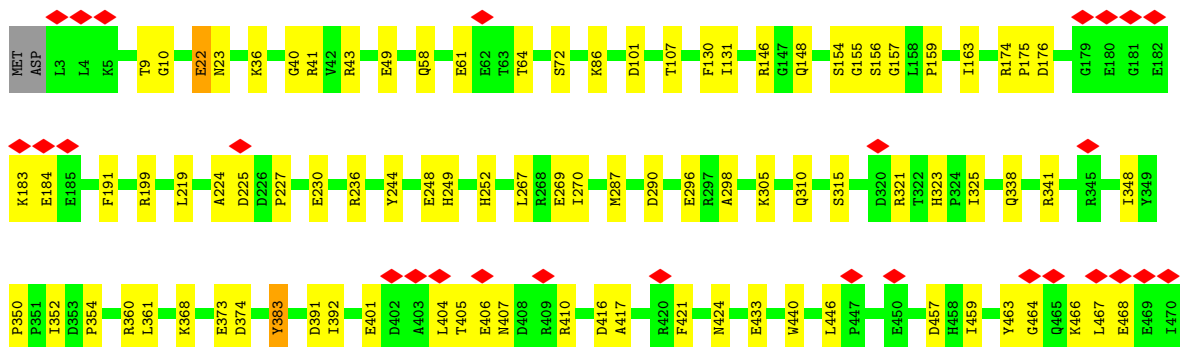 MET ASP L3 L4 K5 T9 G10 E22 N23 K36 G40 R41 V42 R43 E49 Q58 E61 E62 T63 T64 S72 K86 D101 T107 F130 I131 R146 G147 Q148 S154 G155 S156 G157 L158 P159 I163 R174 P175 D176 G179 E180 G181 E182
K183 E184 E185 F191 R199 L219 A224 D225 D226 P227 E230 R236 Y244 E248 H249 H252 L267 R268 E269 I270 M287 D290 E296 R297 A298 K305 Q310 S315 D320 R321 T322 H323 P324 I325 Q338 R341 R345 I348 Y349
P350 P351 I352 D353 P354 R360 L361 K368 E373 D374 Y383 D391 I392 E401 D402 A403 L404 T405 E406 N407 D408 R409 R410 D416 A417 R420 F421 N424 E433 W440 L446 P447 E450 D457 H458 I459 Y463 G464 Q465 K466 L467 E468 E469 I470